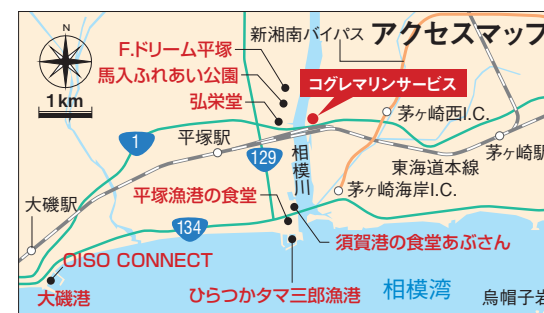 アクセスマップ
N
1km
新湘南バイパス
F.ドリーム平塚
馬入ふれあい公園
弘栄堂
コグレマリンサービス
茅ヶ崎西I.C.
1
平塚駅
129
相模川
東海道本線
茅ヶ崎駅
茅ヶ崎海岸I.C.
平塚漁港の食堂
大磯駅
134
須賀港の食堂あぶさん
OISO CONNECT
大磯港
ひらつかタマ三郎漁港
相模湾
烏帽子岩